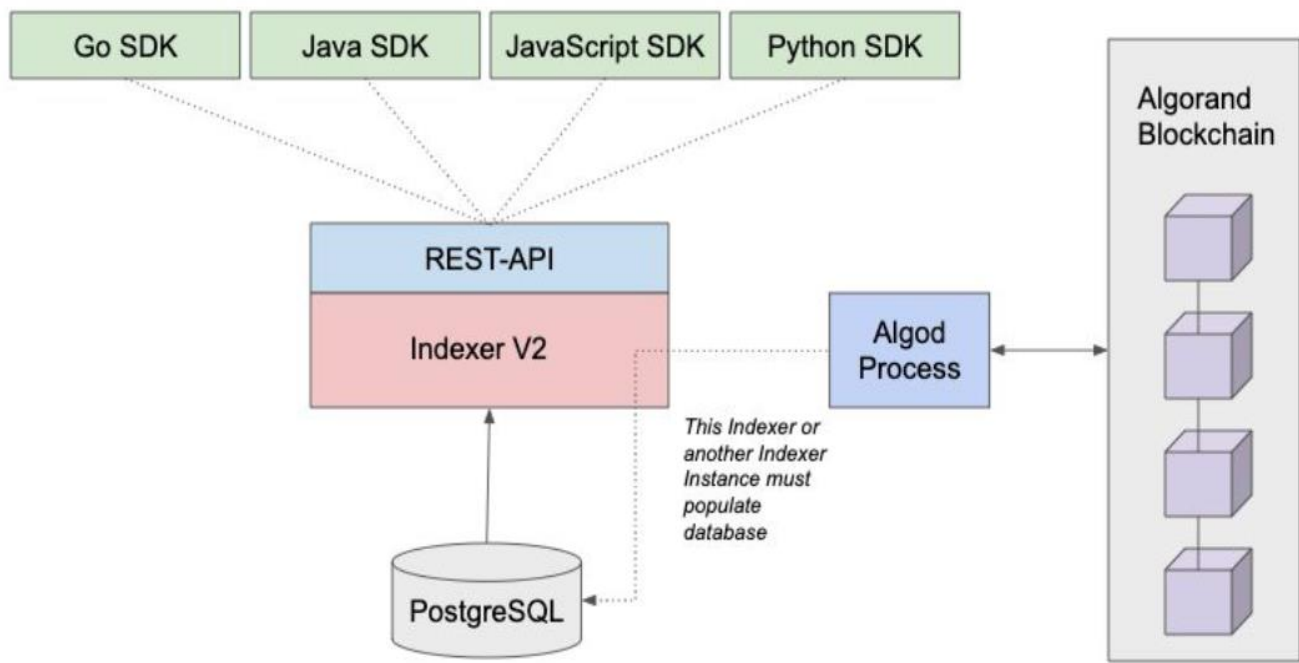 Go SDK
Java SDK
JavaScript SDK
Python SDK
Algorand
Blockchain
REST-API
Indexer V2
Algod
Process
This Indexer or
another Indexer
Instance must
populate
database
PostgreSQL